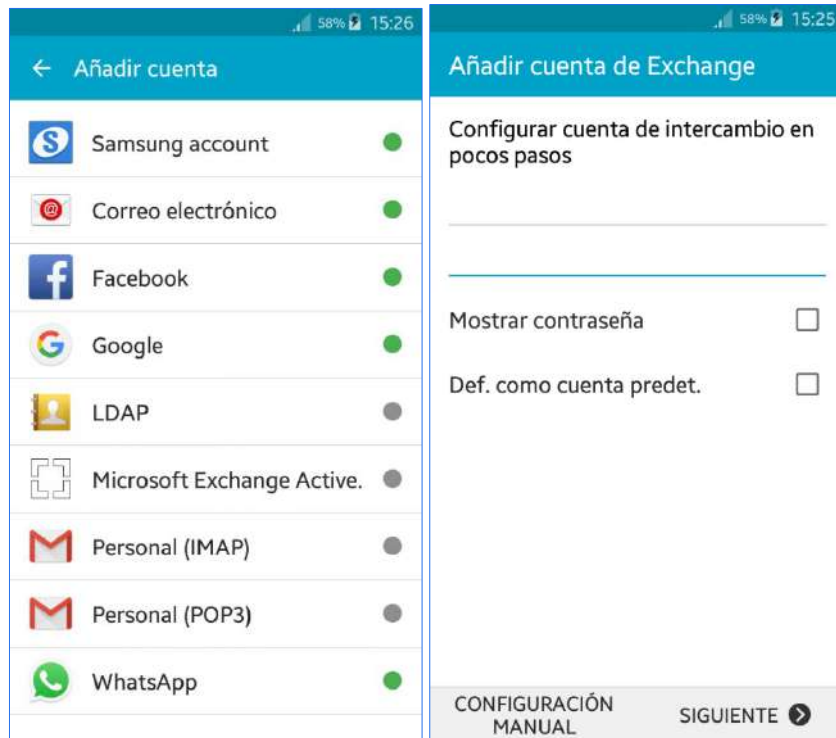 58% 15:26
Añadir cuenta
Samsung account
Correo electrónico
Facebook
Google
LDAP
Microsoft Exchange Active.
Personal (IMAP)
Personal (POP3)
WhatsApp
58% 15:25
Añadir cuenta de Exchange
Configurar cuenta de intercambio en
pocos pasos
Mostrar contraseña
Def. como cuenta predet.
CONFIGURACIÓN
MANUAL
SIGUIENTE